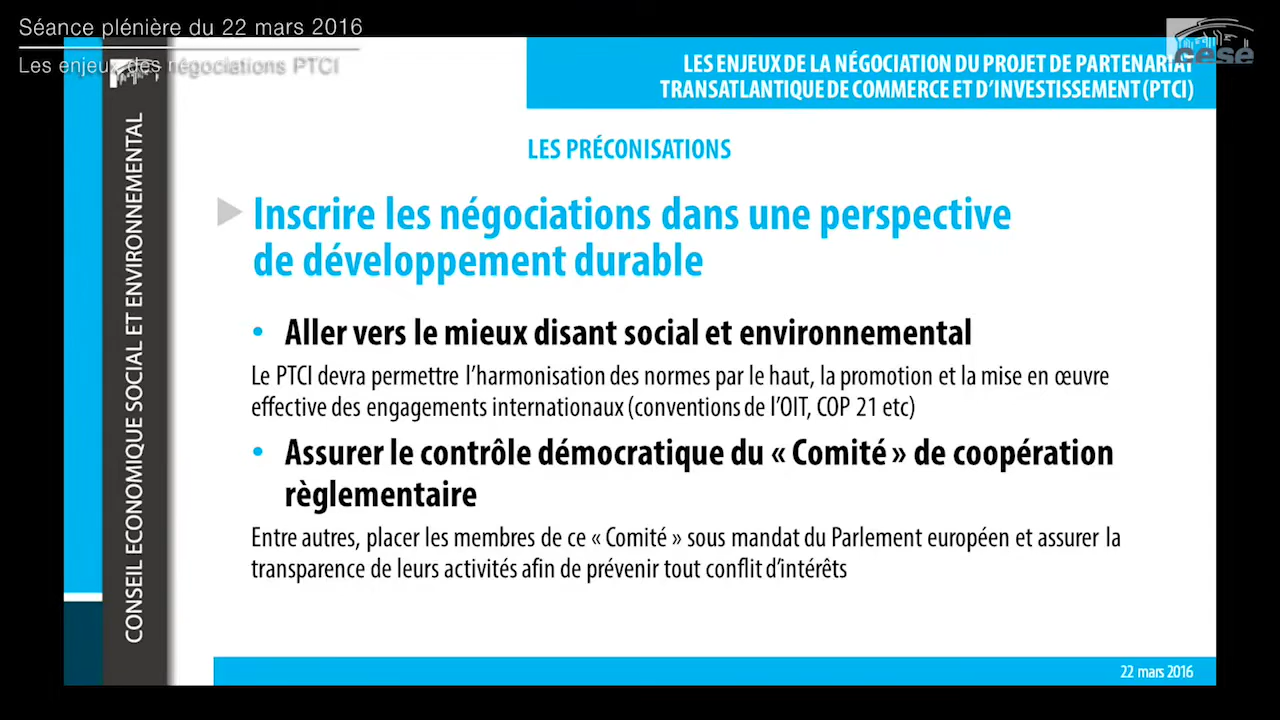 Séance plénière du 22 mars 2016
Les enjeux des négociations PTCI
cese
LES ENJEUX DE LA NÉGOCIATION DU PROJET DE PARTENARIAT
TRANSATLANTIQUE DE COMMERCE ET D'INVESTISSEMENT (PTCI)
CONSEIL ECONOMIQUE SOCIAL ET ENVIRONNEMENTAL
LES PRÉCONISATIONS
Inscrire les négociations dans une perspective
de développement durable
• Aller vers le mieux disant social et environnemental
Le PTCI devra permettre l'harmonisation des normes par le haut, la promotion et la mise en œuvre
effective des engagements internationaux (conventions de l'OIT, COP 21 etc)
• Assurer le contrôle démocratique du « Comité » de coopération
règlementaire
Entre autres, placer les membres de ce « Comité » sous mandat du Parlement européen et assurer la
transparence de leurs activités afin de prévenir tout conflit d'intérêts
22 mars 2016